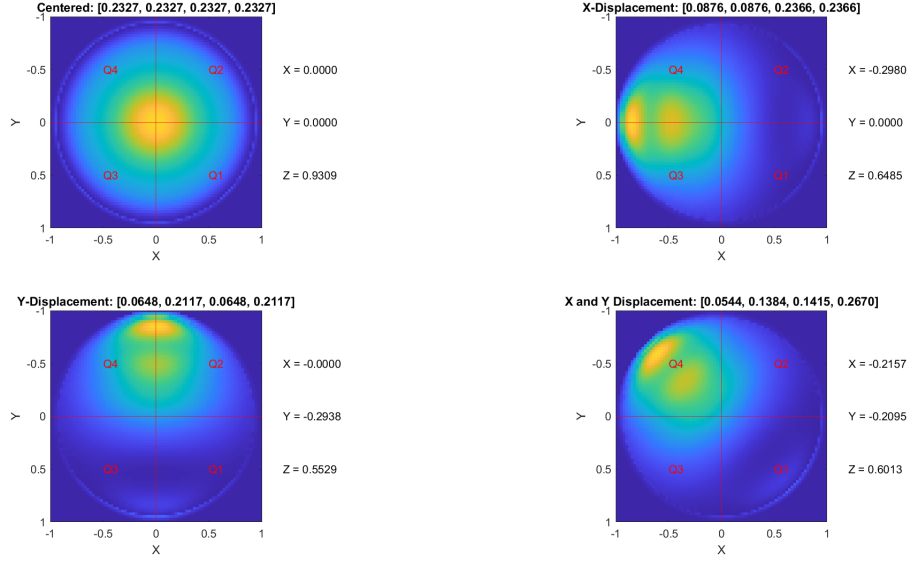 Centered: [0.2327, 0.2327, 0.2327, 0.2327]
-1
-0.5
0
0.5
1
Y
Q4
Q2
Q3
Q1
-1 -0.5 0 0.5 1
X
X = 0.0000
Y = 0.0000
Z = 0.9309
X-Displacement: [0.0876, 0.0876, 0.2366, 0.2366]
-1
-0.5
0
0.5
1
Y
Q4
Q2
Q3
Q1
-1 -0.5 0 0.5 1
X
X = -0.2980
Y = 0.0000
Z = 0.6485
Y-Displacement: [0.0648, 0.2117, 0.0648, 0.2117]
-1
-0.5
0
0.5
1
Y
Q4
Q2
Q3
Q1
-1 -0.5 0 0.5 1
X
X = -0.0000
Y = -0.2938
Z = 0.5529
X and Y Displacement: [0.0544, 0.1384, 0.1415, 0.2670]
-1
-0.5
0
0.5
1
Y
Q4
Q2
Q3
Q1
-1 -0.5 0 0.5 1
X
X = -0.2157
Y = -0.2095
Z = 0.6013